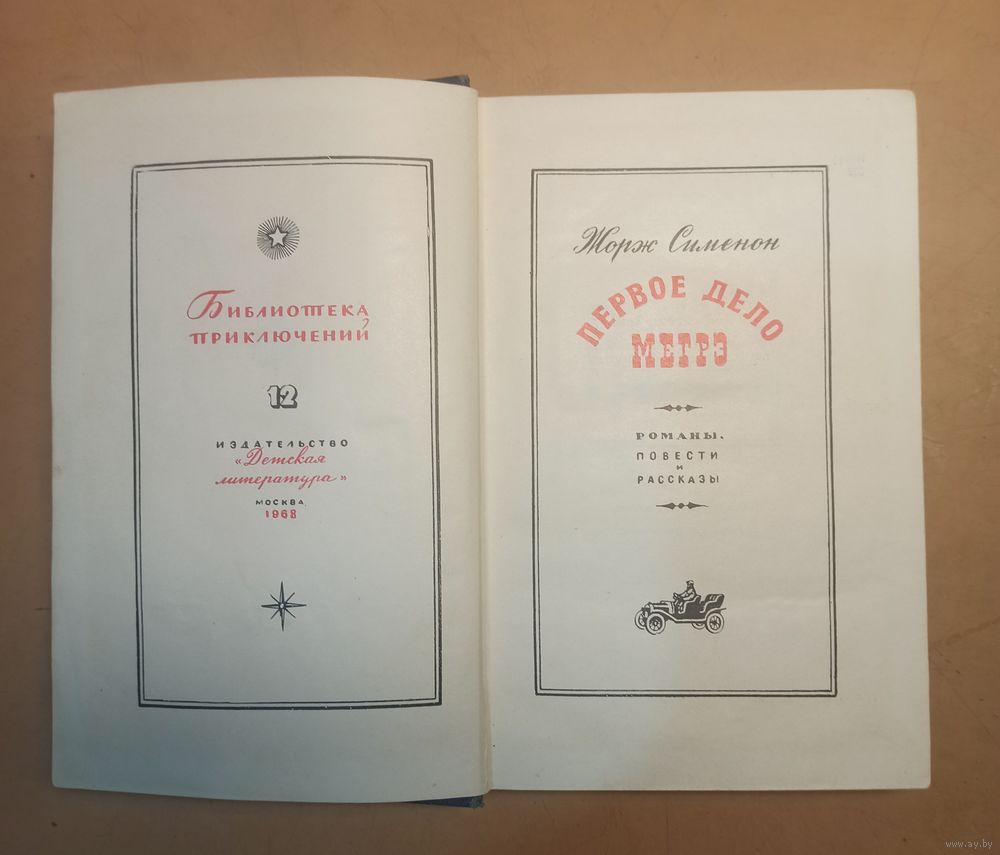 Библиотека
приключений
12
ИЗДАТЕЛЬСТВО
«Детская
литература»
МОСКВА
1968
Жорж Сименон
ПЕРВОЕ ДЕЛО
МЕГРЭ
РОМАНЫ,
ПОВЕСТИ
И
РАССКАЗЫ
www.ay.by